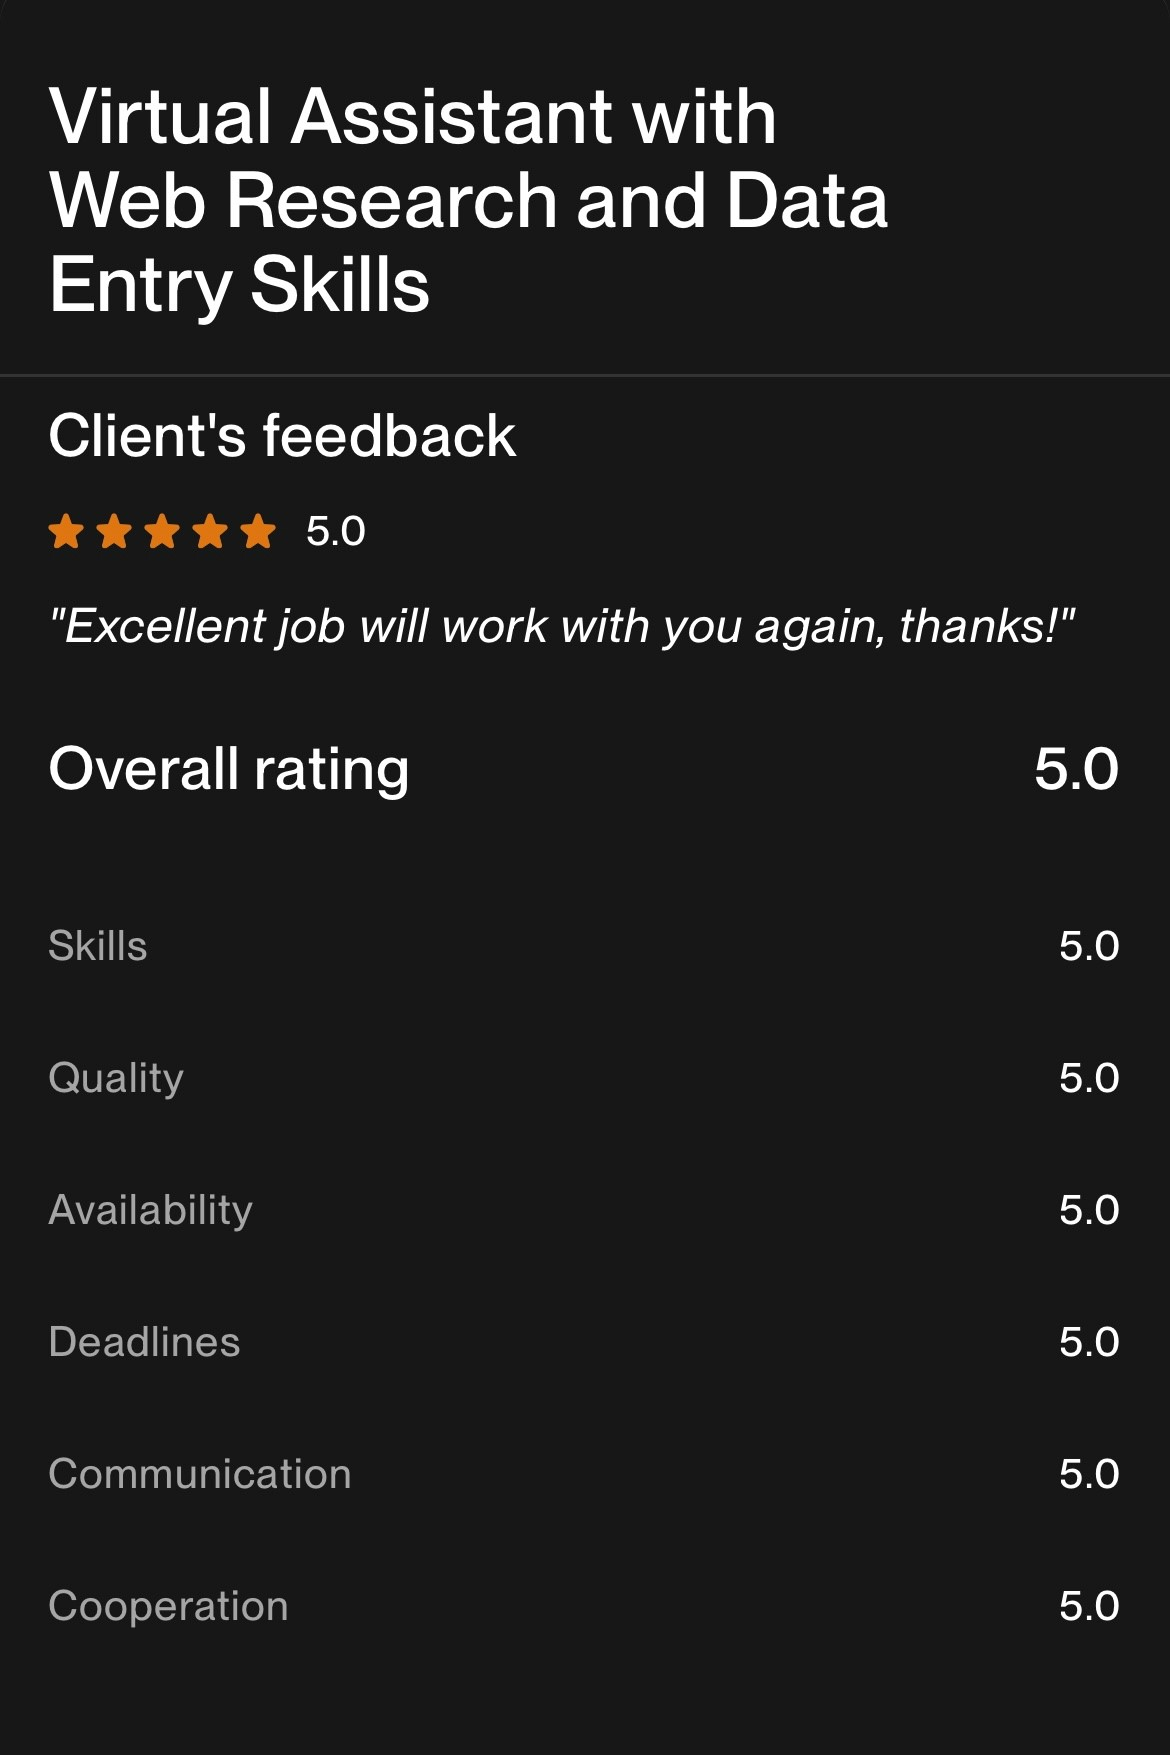 Virtual Assistant with
Web Research and Data
Entry Skills
Client's feedback
5.0
"Excellent job will work with you again, thanks!"
Overall rating 5.0
Skills 5.0
Quality 5.0
Availability 5.0
Deadlines 5.0
Communication 5.0
Cooperation 5.0